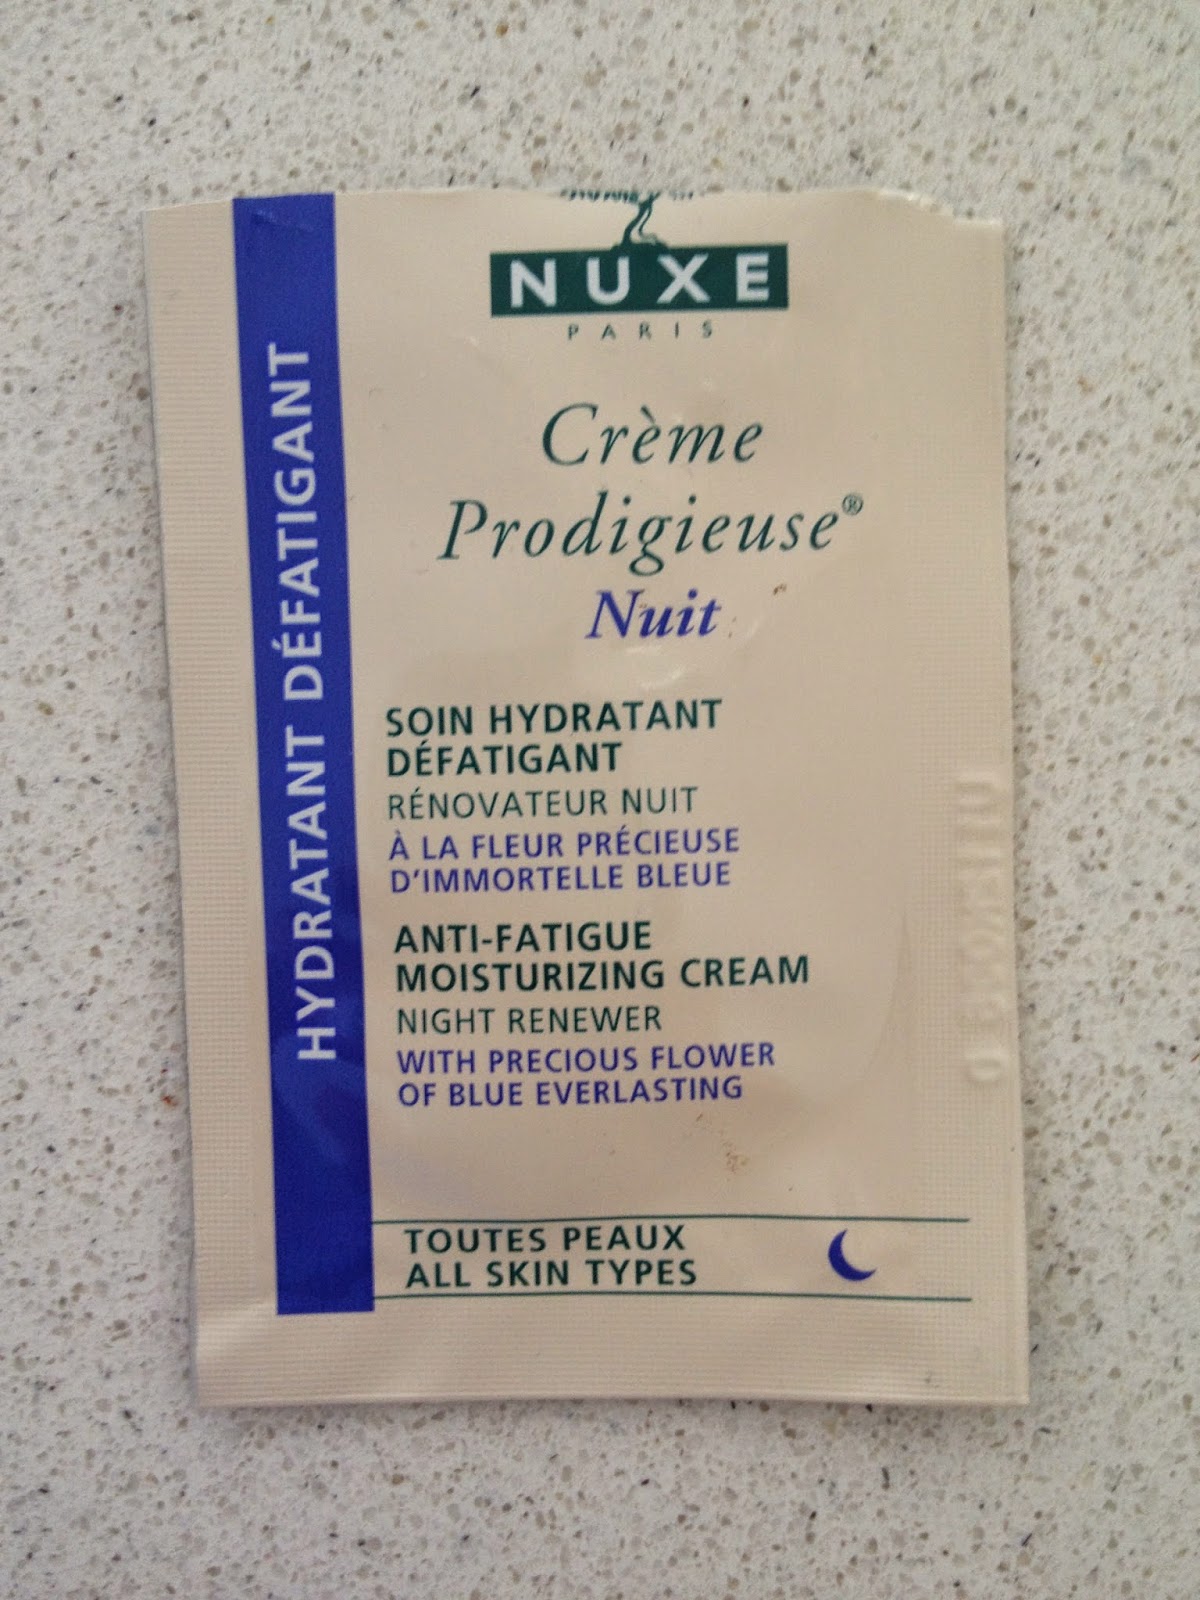 NUXE
PARIS
Crème
Prodigieuse®
Nuit
HYDRATANT DÉFATIGANT
SOIN HYDRATANT
DÉFATIGANT
RÉNOVATEUR NUIT
À LA FLEUR PRÉCIEUSE
D'IMMORTELLE BLEUE
ANTI-FATIGUE
MOISTURIZING CREAM
NIGHT RENEWER
WITH PRECIOUS FLOWER
OF BLUE EVERLASTING
TOUTES PEAUX
ALL SKIN TYPES